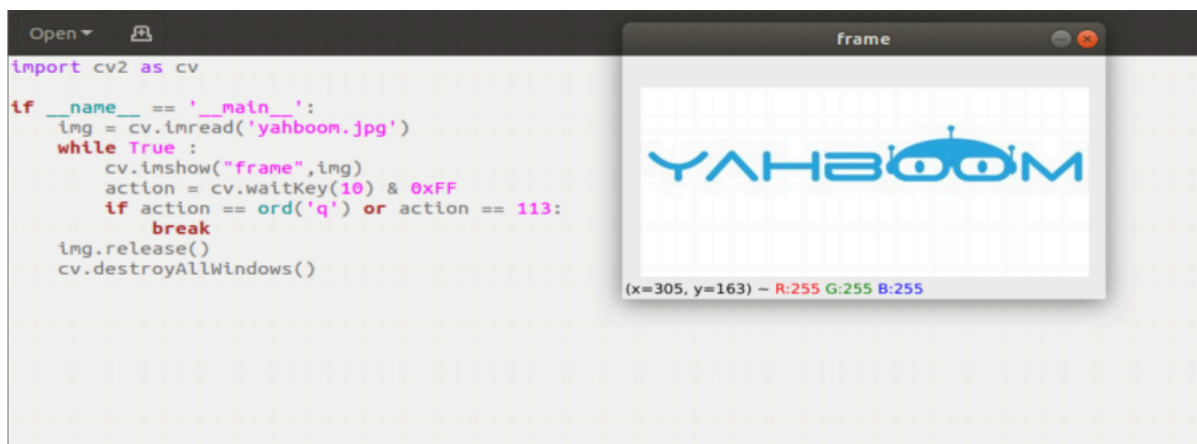 Open
import cv2 as cv
if __name__ == '__main__':
    img = cv.imread('yahboom.jpg')
    while True :
        cv.imshow("frame",img)
        action = cv.waitKey(10) & 0xFF
        if action == ord('q') or action == 113:
            break
    img.release()
    cv.destroyAllWindows()
frame
YAHBOOM
(x=305, y=163) ~ R:255 G:255 B:255